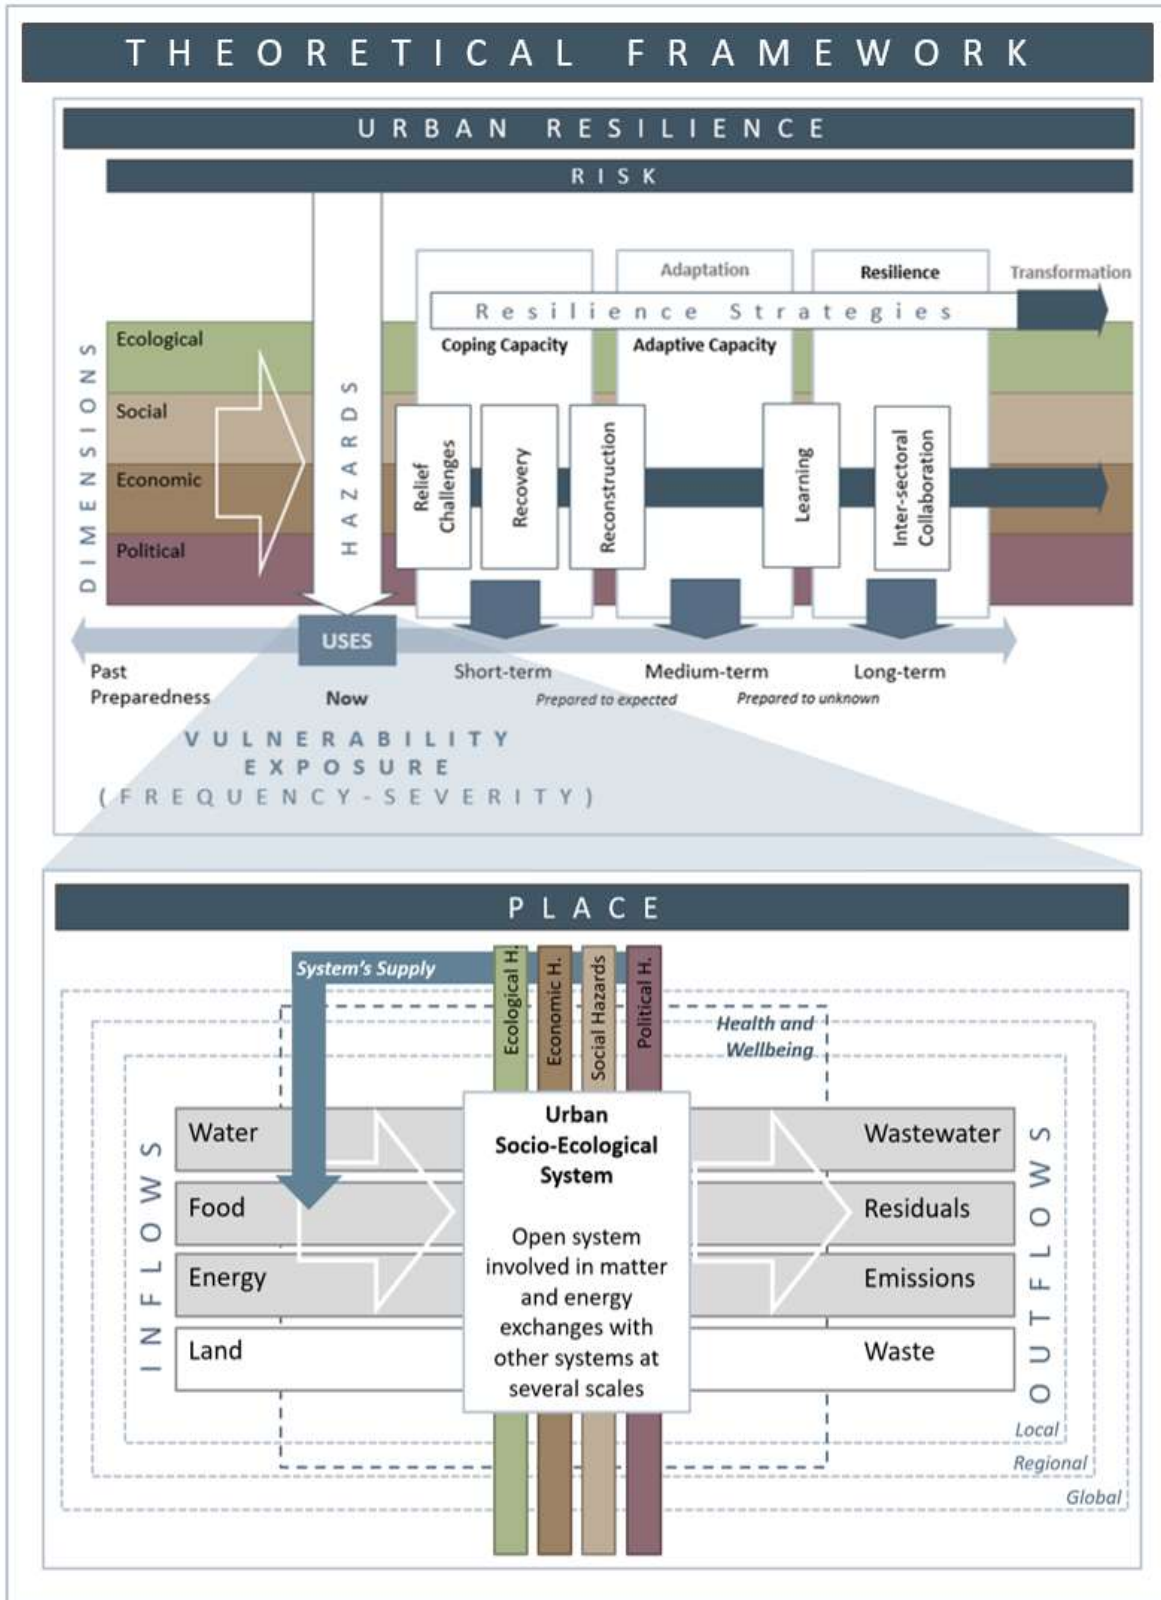 THEORETICAL FRAMEWORK
URBAN RESILIENCE
RISK
Adaptation
Resilience
Transformation
Resilience Strategies
DIMENSIONS
Ecological
Social
Economic
Political
HAZARDS
Coping Capacity
Adaptive Capacity
Relief
Challenges
Recovery
Reconstruction
Learning
Inter-sectoral
Collaboration
USES
Past
Preparedness
Now
Short-term
Medium-term
Long-term
Prepared to expected
Prepared to unknown
VULNERABILITY
EXPOSURE
(FREQUENCY-SEVERITY)
PLACE
System's Supply
Ecological H.
Economic H.
Social Hazards
Political H.
Health and
Wellbeing
INFLOWS
Water
Food
Energy
Land
Urban
Socio-Ecological
System
Open system
involved in matter
and energy
exchanges with
other systems at
several scales
Wastewater
Residuals
Emissions
Waste
OUTFLOWS
Local
Regional
Global